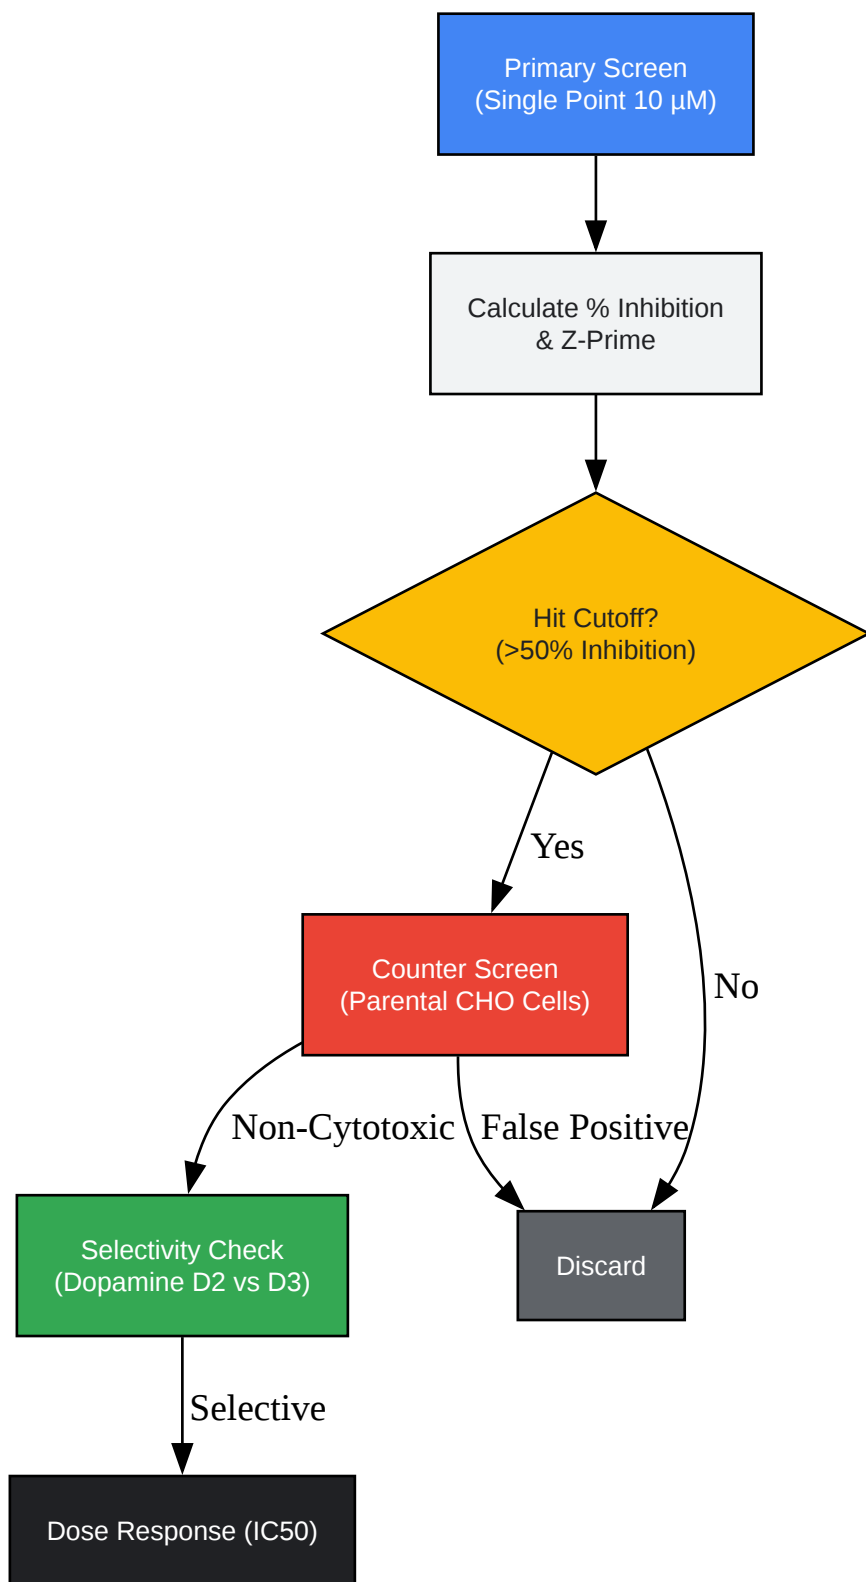 Primary Screen
(Single Point 10 µM)
Calculate % Inhibition
& Z-Prime
Hit Cutoff?
(>50% Inhibition)
Yes
No
Counter Screen
(Parental CHO Cells)
Non-Cytotoxic
False Positive
Selectivity Check
(Dopamine D2 vs D3)
Discard
Selective
Dose Response (IC50)